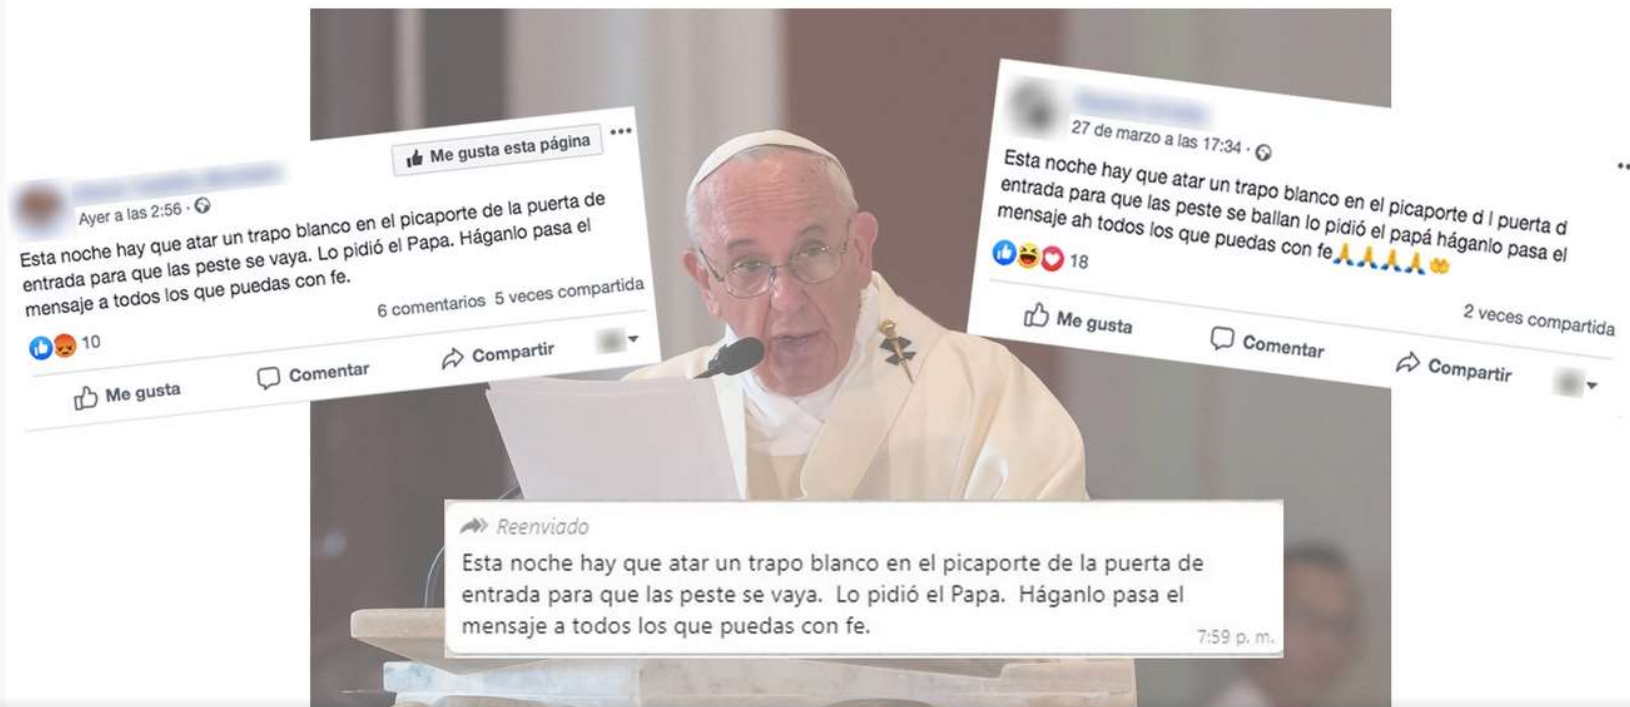 Me gusta esta página
Ayer a las 2:56 ·
Esta noche hay que atar un trapo blanco en el picaporte de la puerta de
entrada para que las peste se vaya. Lo pidió el Papa. Háganlo pasa el
mensaje a todos los que puedas con fe.
6 comentarios 5 veces compartida
10
Me gusta
Comentar
Compartir
27 de marzo a las 17:34 ·
Esta noche hay que atar un trapo blanco en el picaporte d l puerta d
entrada para que las peste se ballan lo pidió el papá háganlo pasa el
mensaje ah todos los que puedas con fe🙏🙏🙏🙏🤲
18
2 veces compartida
Me gusta
Comentar
Compartir
Reenviado
Esta noche hay que atar un trapo blanco en el picaporte de la puerta de
entrada para que las peste se vaya. Lo pidió el Papa. Háganlo pasa el
mensaje a todos los que puedas con fe.
7:59 p. m.